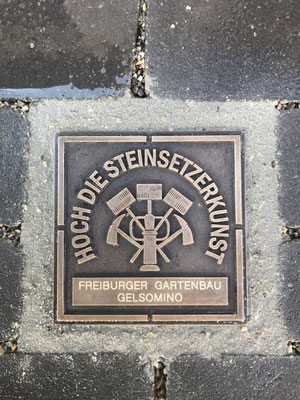 HOCH DIE STEINSETZERKUNST
FREIBURGER GARTENBAU
GELSOMINO